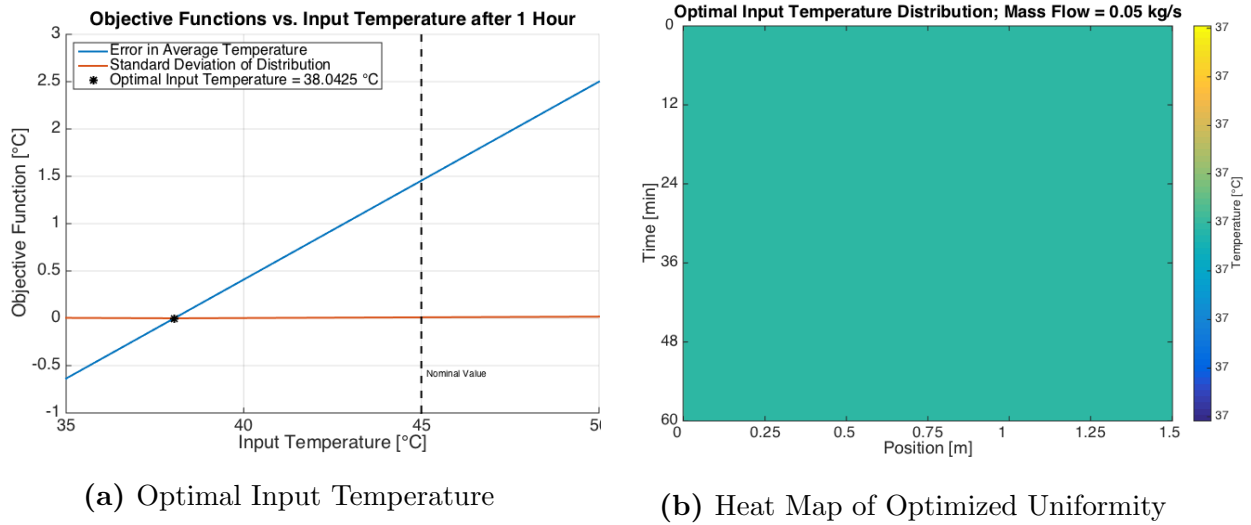 Objective Functions vs. Input Temperature after 1 Hour
3
2.5
2
1.5
1
0.5
0
-0.5
-1
Objective Function [°C]
Error in Average Temperature
Standard Deviation of Distribution
Optimal Input Temperature = 38.0425 °C
Nominal Value
35
40
45
50
Input Temperature [°C]
(a) Optimal Input Temperature
Optimal Input Temperature Distribution; Mass Flow = 0.05 kg/s
0
12
24
36
48
60
Time [min]
0
0.25
0.5
0.75
1
1.25
1.5
Position [m]
37
37
37
37
37
37
37
37
37
Temperature [°C]
(b) Heat Map of Optimized Uniformity